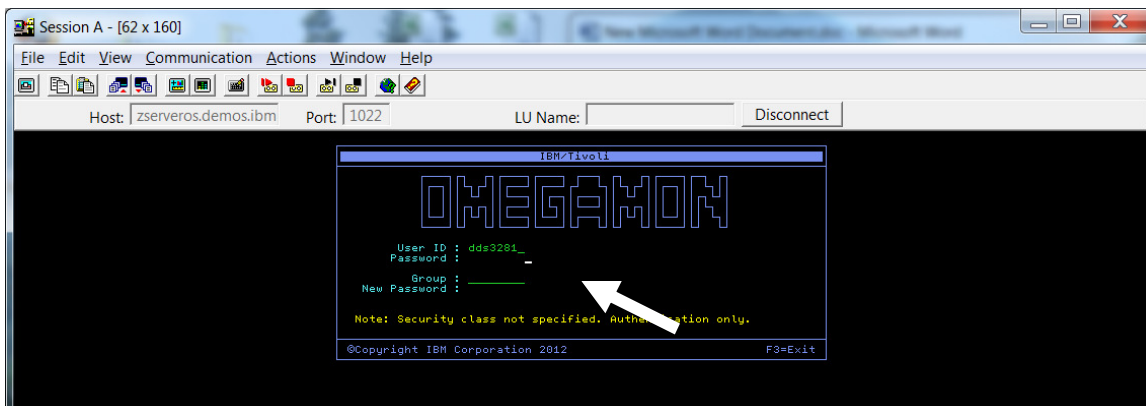 Session A - [62 x 160]
File Edit View Communication Actions Window Help
Host: zserveros.demos.ibm Port: 1022 LU Name: Disconnect
IBM/Tivoli
OMEGAMON
User ID : dds3281_
Password :
Group :
New Password :
Note: Security class not specified. only.
©Copyright IBM Corporation 2012 F3=Exit